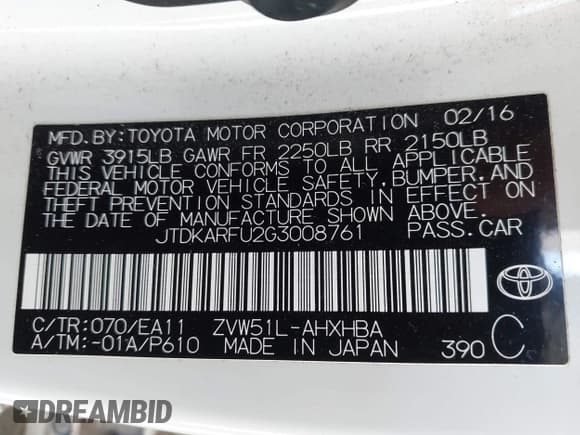 MFD. BY: TOYOTA MOTOR CORPORATION 02/16
GVWR 3915LB GAWR FR 2250LB RR 2150LB
THIS VEHICLE CONFORMS TO ALL APPLICABLE
FEDERAL MOTOR VEHICLE SAFETY, BUMPER, AND
THEFT PREVENTION STANDARDS IN EFFECT ON
THE DATE OF MANUFACTURE SHOWN ABOVE.
JTDKARFU2G3008761 PASS. CAR
C/TR: 070/EA11 ZVW51L-AHXHBA
A/TM: -01A/P610 MADE IN JAPAN 390 C
DREAMBID